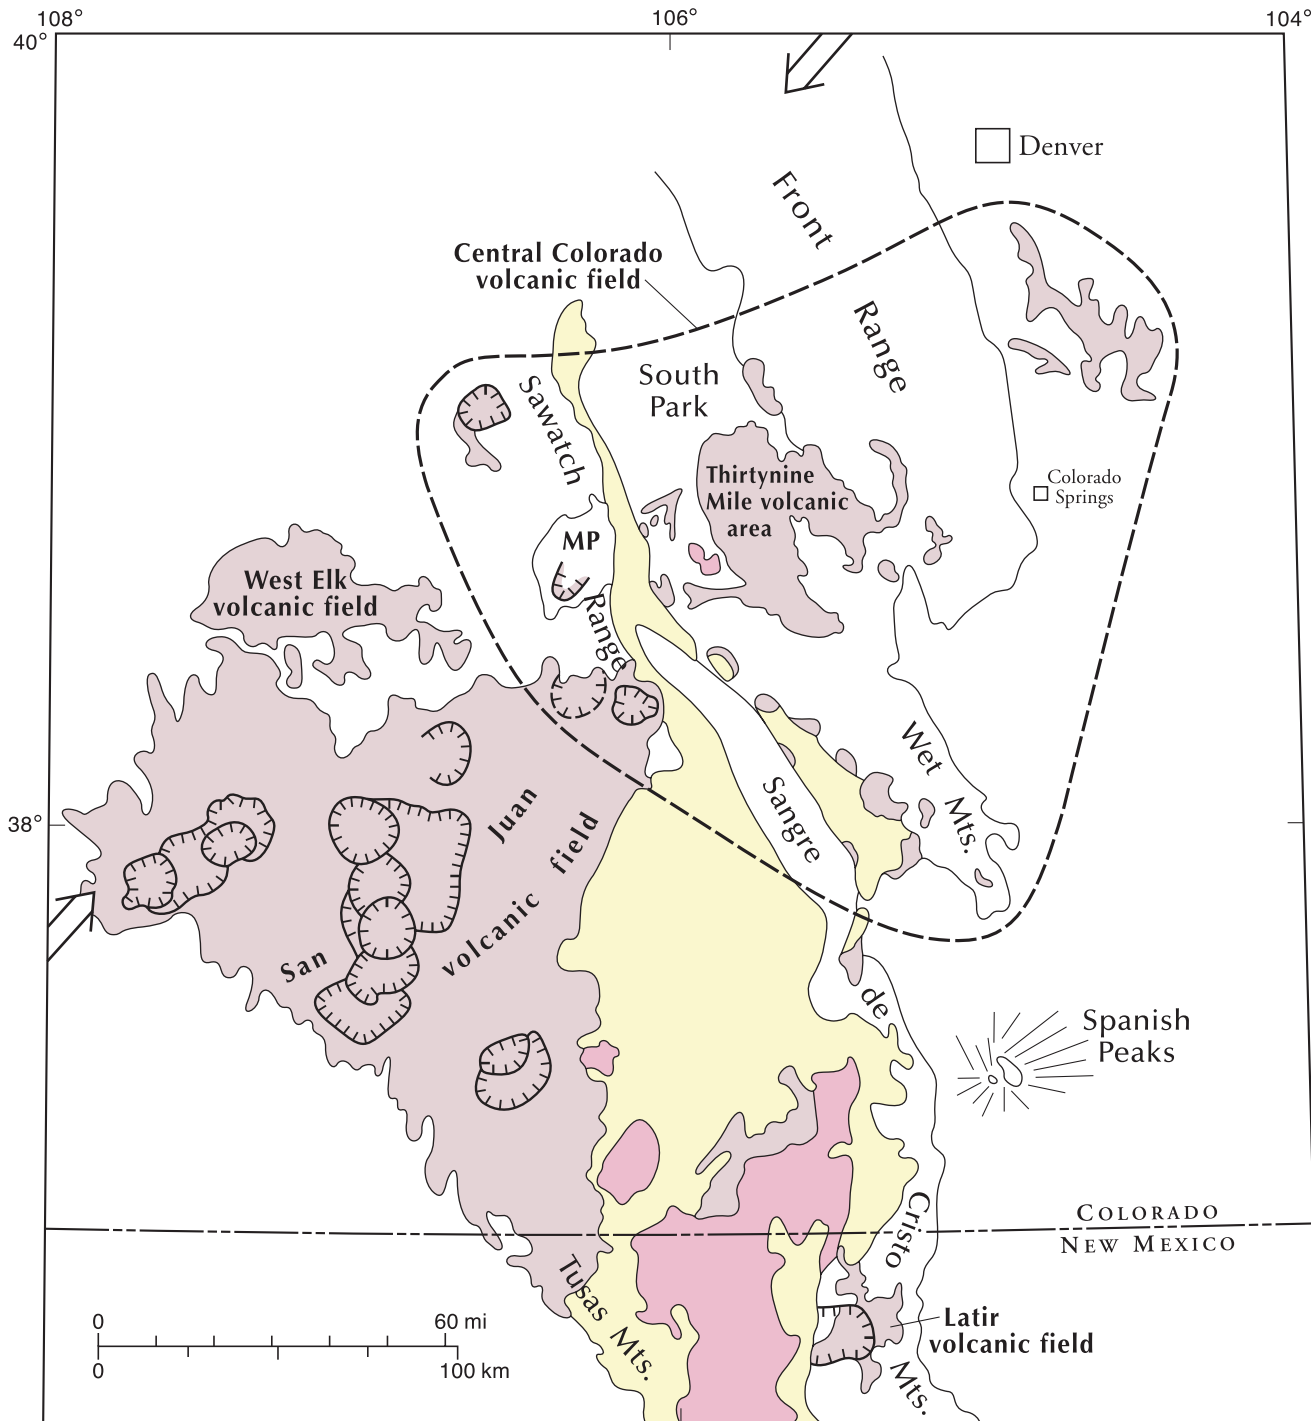 108°
106°
104°
40°
Denver
Front
Range
Central Colorado
volcanic field
South
Park
Sawatch
Range
Thirtynine
Mile volcanic
area
Colorado
Springs
MP
West Elk
volcanic field
Wet
Mts.
38°
Sangre
de
Cristo
Mts.
San
Juan
volcanic
field
Spanish
Peaks
COLORADO
NEW MEXICO
Tusas
Mts.
Latir
volcanic field
0
60 mi
0
100 km